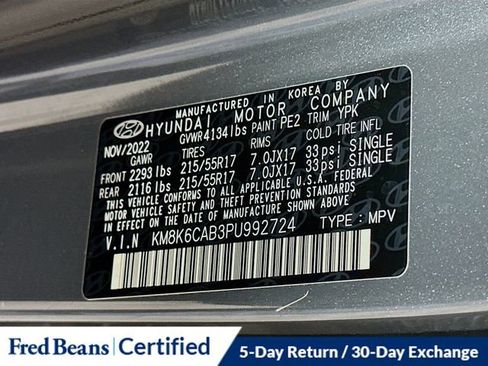 MANUFACTURED IN KOREA BY
HYUNDAI MOTOR COMPANY
NOV/2022 GVWR 4134 lbs PAINT PE2 TRIM YPK
GAWR TIRES RIMS COLD TIRE INFL
FRONT 2293 lbs 215/55R17 7.0JX17 33psi SINGLE
REAR 2116 lbs 215/55R17 7.0JX17 33psi SINGLE
THIS VEHICLE CONFORMS TO ALL APPLICABLE U.S.A. FEDERAL
MOTOR VEHICLE SAFETY AND THEFT PREVENTION STANDARDS
IN EFFECT ON THE DATE OF MANUFACTURE SHOWN ABOVE.
V.I.N KM8K6CAB3PU992724 TYPE: MPV
Fred Beans | Certified
5-Day Return / 30-Day Exchange